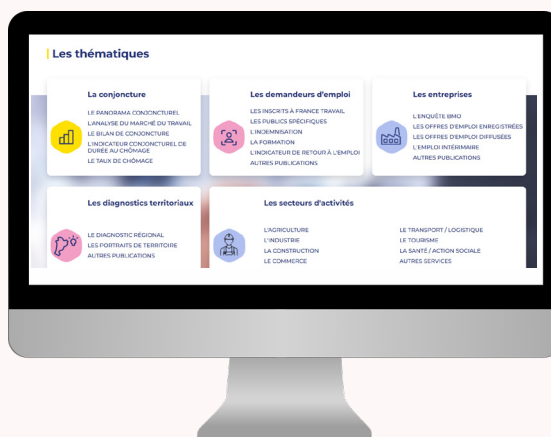 Les thématiques
La conjoncture
LE PANORAMA CONJONCTUREL
L'ANALYSE DU MARCHÉ DU TRAVAIL
LE BILAN DE CONJONCTURE
L'INDICATEUR CONJONCTUREL DE
DURÉE AU CHÔMAGE
LE TAUX DE CHÔMAGE
Les demandeurs d'emploi
LES INSCRITS À FRANCE TRAVAIL
LES PUBLICS SPÉCIFIQUES
L'INDEMNISATION
LA FORMATION
L'INDICATEUR DE RETOUR À L'EMPLOI
AUTRES PUBLICATIONS
Les entreprises
L'ENQUÊTE BMO
LES OFFRES D'EMPLOI ENREGISTRÉES
LES OFFRES D'EMPLOI DIFFUSÉES
L'EMPLOI INTÉRIMAIRE
AUTRES PUBLICATIONS
Les diagnostics territoriaux
LE DIAGNOSTIC RÉGIONAL
LES PORTRAITS DE TERRITOIRE
AUTRES PUBLICATIONS
Les secteurs d'activités
L'AGRICULTURE
L'INDUSTRIE
LA CONSTRUCTION
LE COMMERCE
LE TRANSPORT / LOGISTIQUE
LE TOURISME
LA SANTÉ / ACTION SOCIALE
AUTRES SERVICES